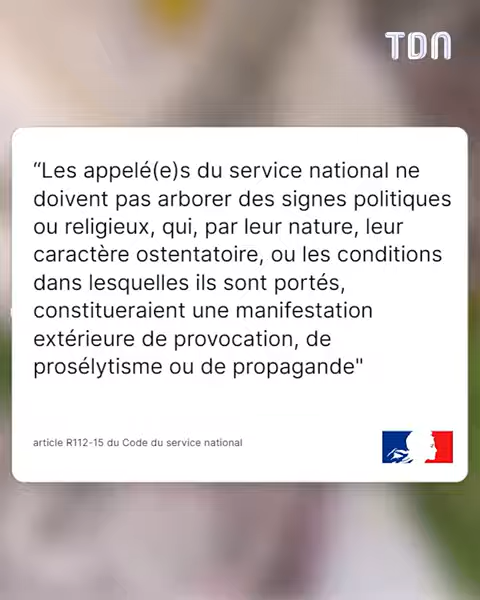 TDN
“Les appelé(e)s du service national ne
doivent pas arborer des signes politiques
ou religieux, qui, par leur nature, leur
caractère ostentatoire, ou les conditions
dans lesquelles ils sont portés,
constitueraient une manifestation
extérieure de provocation, de
prosélytisme ou de propagande"
article R112-15 du Code du service national